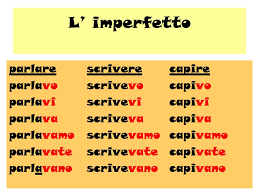 L' imperfetto
parlare scrivere capire
parlavo scrivevo capivo
parlavi scrivevi capivi
parlava scriveva capiva
parlavamo scrivevamo capivamo
parlavate scrivevate capivate
parlavano scrivevano capivano